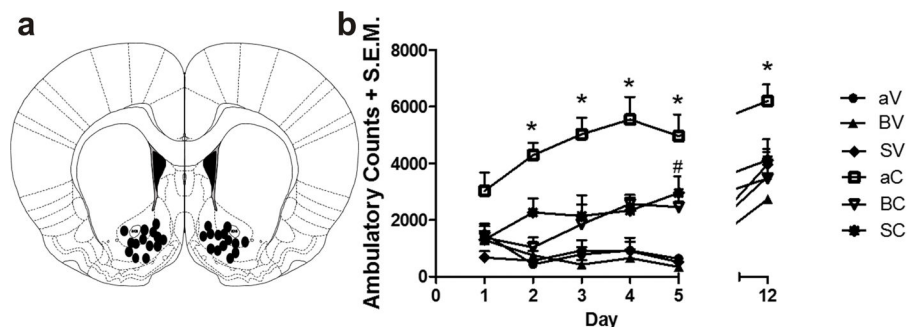 a
b
Ambulatory Counts + S.E.M.
8000
6000
4000
2000
0
* * * * *
#
0 1 2 3 4 5 12
Day
aV
BV
SV
aC
BC
SC